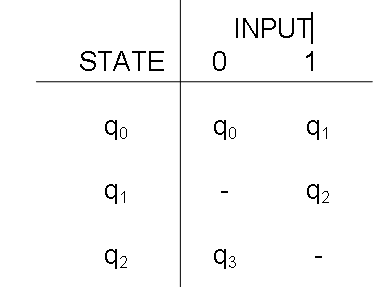 INPUT
STATE 0 1
q₀ q₀ q₁
q₁ - q₂
q₂ q₃ -